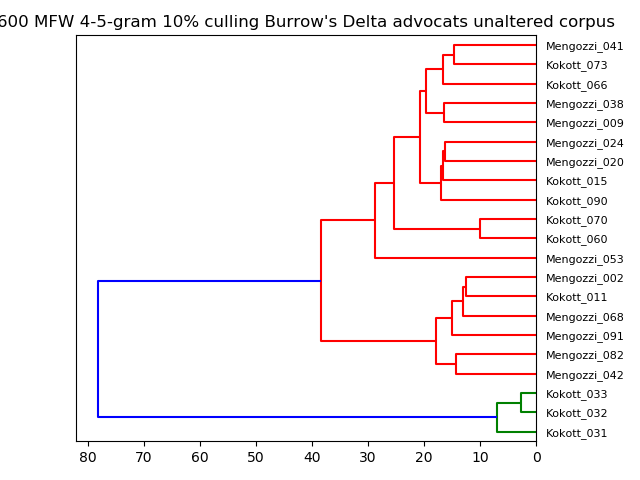 600 MFW 4-5-gram 10% culling Burrow's Delta advocats unaltered corpus
Mengozzi_041
Kokott_073
Kokott_066
Mengozzi_038
Mengozzi_009
Mengozzi_024
Mengozzi_020
Kokott_015
Kokott_090
Kokott_070
Kokott_060
Mengozzi_053
Mengozzi_002
Kokott_011
Mengozzi_068
Mengozzi_091
Mengozzi_082
Mengozzi_042
Kokott_033
Kokott_032
Kokott_031
80 70 60 50 40 30 20 10 0